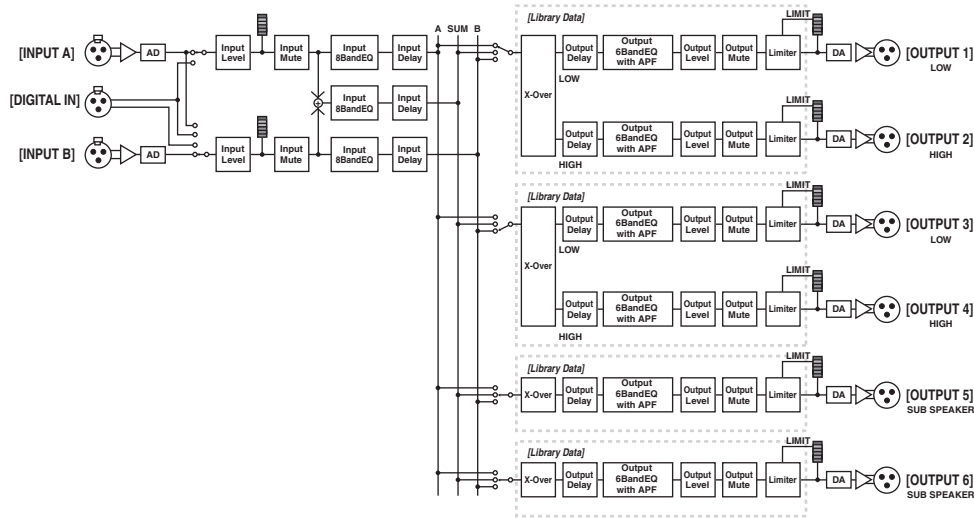 [INPUT A]
AD
Input Level
Input Mute
Input 8BandEQ
Input Delay
[DIGITAL IN]
Input 8BandEQ
Input Delay
[INPUT B]
AD
Input Level
Input Mute
Input 8BandEQ
Input Delay
A SUM B
[Library Data]
X-Over
LOW
Output Delay
Output 6BandEQ with APF
Output Level
Output Mute
Limiter
LIMIT
DA
[OUTPUT 1]
LOW
HIGH
Output Delay
Output 6BandEQ with APF
Output Level
Output Mute
Limiter
LIMIT
DA
[OUTPUT 2]
HIGH
[Library Data]
X-Over
LOW
Output Delay
Output 6BandEQ with APF
Output Level
Output Mute
Limiter
LIMIT
DA
[OUTPUT 3]
LOW
HIGH
Output Delay
Output 6BandEQ with APF
Output Level
Output Mute
Limiter
LIMIT
DA
[OUTPUT 4]
HIGH
[Library Data]
X-Over
Output Delay
Output 6BandEQ with APF
Output Level
Output Mute
Limiter
LIMIT
DA
[OUTPUT 5]
SUB SPEAKER
[Library Data]
X-Over
Output Delay
Output 6BandEQ with APF
Output Level
Output Mute
Limiter
LIMIT
DA
[OUTPUT 6]
SUB SPEAKER